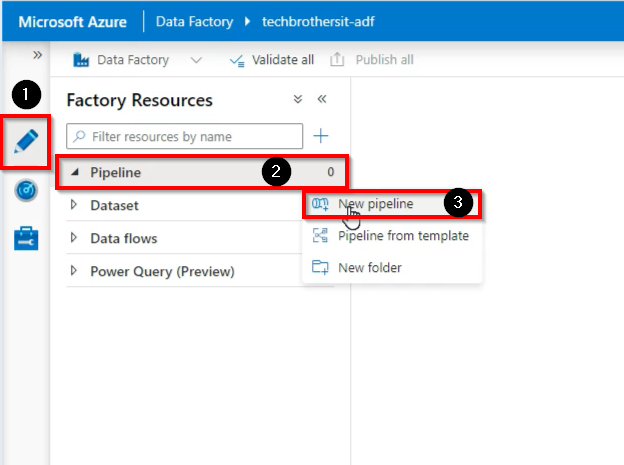 Microsoft Azure Data Factory techbrothersit-adf
Data Factory Validate all Publish all
1 Factory Resources
Filter resources by name
Pipeline 2 0
Dataset New pipeline 3
Data flows Pipeline from template
Power Query (Preview) New folder